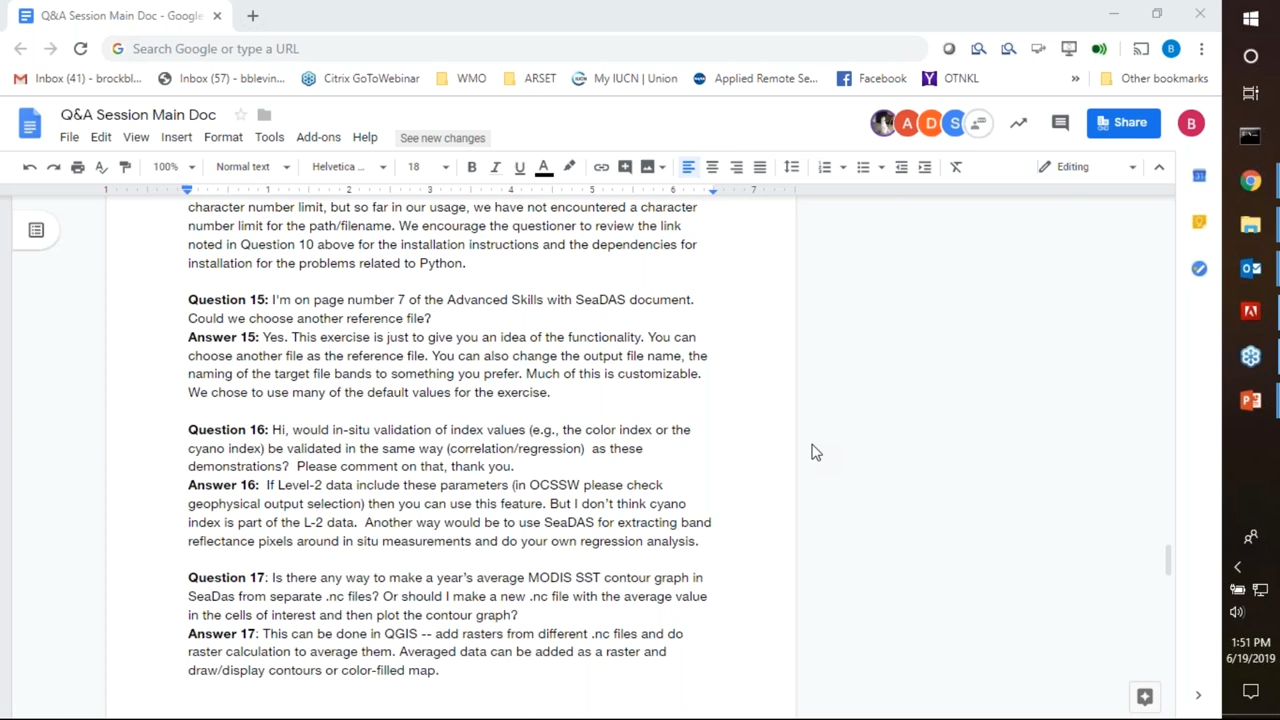 Q&A Session Main Doc - Google
Search Google or type a URL
B
Inbox (41) - brockbl...
Inbox (57) - bblevin...
Citrix GoToWebinar
WMO
ARSET
My IUCN | Union
Applied Remote Se...
Facebook
OTNKL
»
Other bookmarks
Q&A Session Main Doc
File Edit View Insert Format Tools Add-ons Help See new changes
A D S
Share
B
100% Normal text Helvetica ... 18 B I U A Editing
1 1 2 3 4 5 6 7
character number limit, but so far in our usage, we have not encountered a character
number limit for the path/filename. We encourage the questioner to review the link
noted in Question 10 above for the installation instructions and the dependencies for
installation for the problems related to Python.
Question 15: I'm on page number 7 of the Advanced Skills with SeaDAS document.
Could we choose another reference file?
Answer 15: Yes. This exercise is just to give you an idea of the functionality. You can
choose another file as the reference file. You can also change the output file name, the
naming of the target file bands to something you prefer. Much of this is customizable.
We chose to use many of the default values for the exercise.
Question 16: Hi, would in-situ validation of index values (e.g., the color index or the
cyano index) be validated in the same way (correlation/regression)  as these
demonstrations?  Please comment on that, thank you.
Answer 16:  If Level-2 data include these parameters (in OCSSW please check
geophysical output selection) then you can use this feature. But I don't think cyano
index is part of the L-2 data.  Another way would be to use SeaDAS for extracting band
reflectance pixels around in situ measurements and do your own regression analysis.
Question 17: Is there any way to make a year's average MODIS SST contour graph in
SeaDas from separate .nc files? Or should I make a new .nc file with the average value
in the cells of interest and then plot the contour graph?
Answer 17: This can be done in QGIS -- add rasters from different .nc files and do
raster calculation to average them. Averaged data can be added as a raster and
draw/display contours or color-filled map.
1:51 PM
6/19/2019